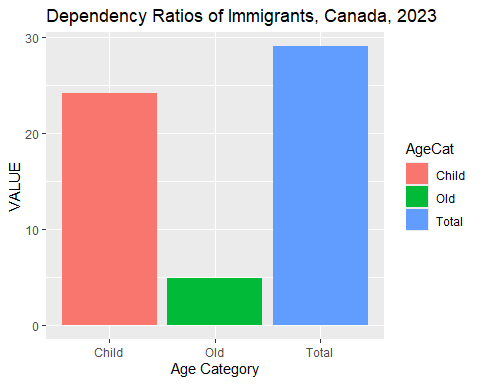 Dependency Ratios of Immigrants, Canada, 2023
30
20
10
0
VALUE
Child
Old
Total
Age Category
AgeCat
Child
Old
Total